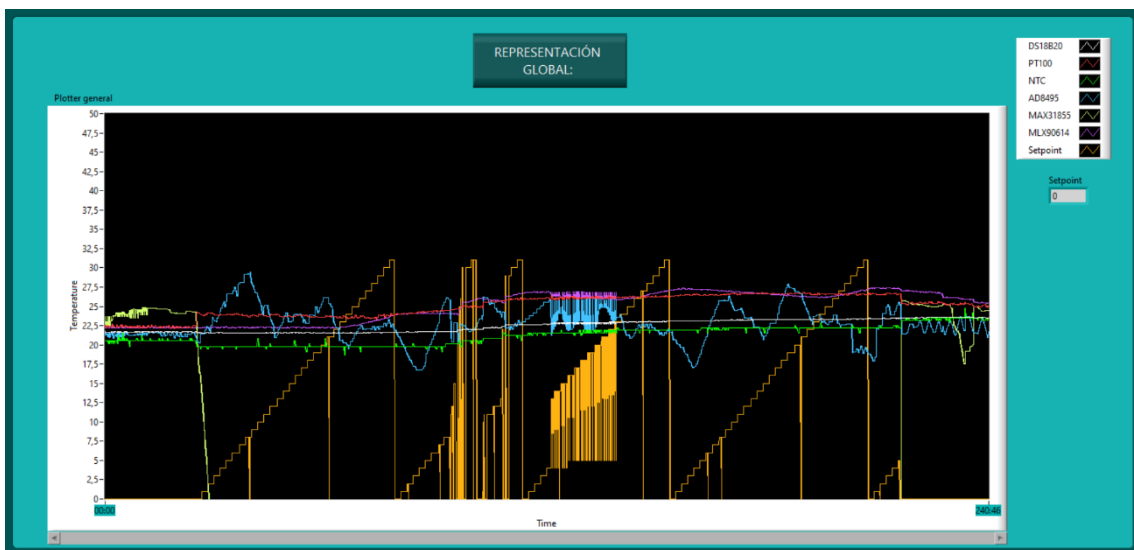 REPRESENTACIÓN
GLOBAL:
Plotter general
50
47,5
45
42,5
40
37,5
35
32,5
30
27,5
25
22,5
20
17,5
15
12,5
10
7,5
5
2,5
0
Temperature
00:00
240:46
Time
DS18B20
PT100
NTC
AD8495
MAX31855
MLX90614
Setpoint
Setpoint
0